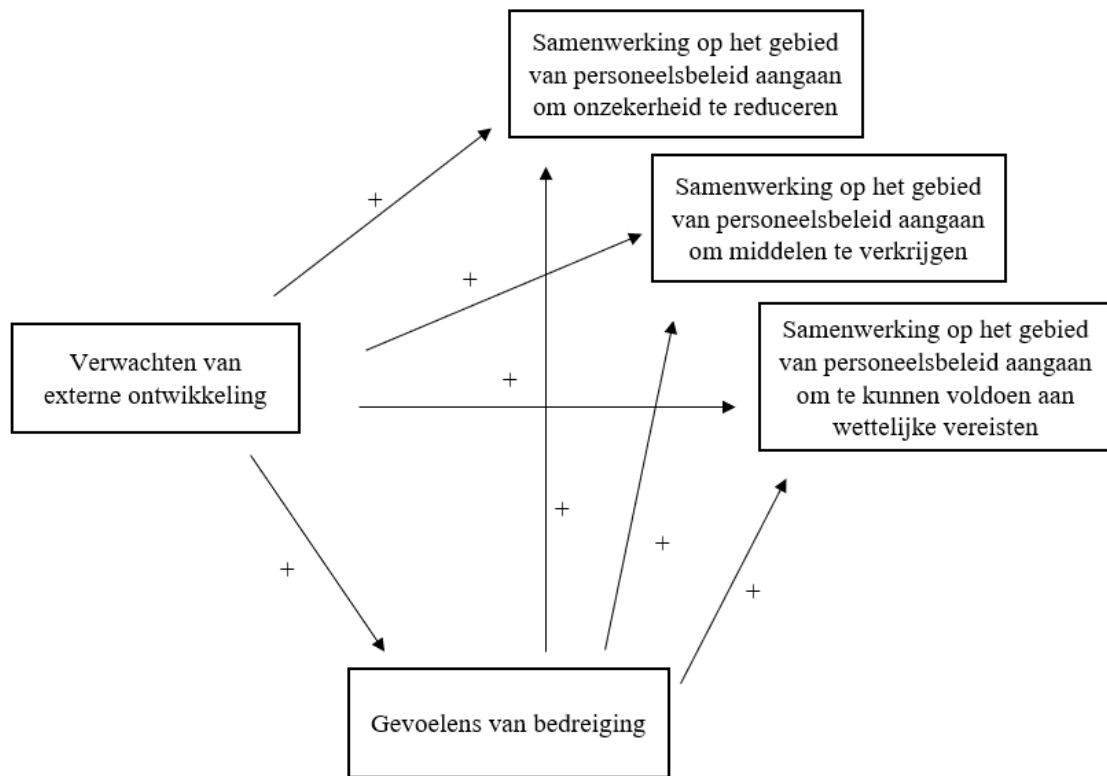 Samenwerking op het gebied
van personeelsbeleid aangaan
om onzekerheid te reduceren
+
Samenwerking op het gebied
van personeelsbeleid aangaan
om middelen te verkrijgen
+
Samenwerking op het gebied
van personeelsbeleid aangaan
om te kunnen voldoen aan
wettelijke vereisten
Verwachten van
externe ontwikkeling
+
+
+
+
+
Gevoelens van bedreiging